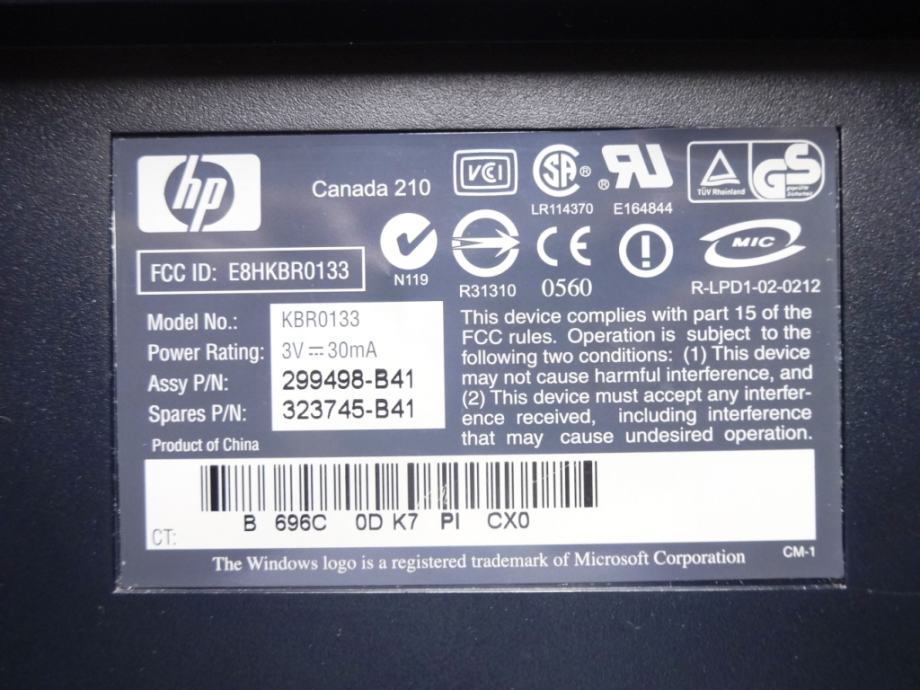 hp
Canada 210
VCI
SA ®
LR114370
® RU
E164844
TÜV Rheinland
GS
geprüfte Sicherheit
FCC ID: E8HKBR0133
N119
R31310
CE
0560
!
MIC
R-LPD1-02-0212
Model No.: KBR0133
Power Rating: 3V⎓30mA
Assy P/N: 299498-B41
Spares P/N: 323745-B41
Product of China
This device complies with part 15 of the
FCC rules. Operation is subject to the
following two conditions: (1) This device
may not cause harmful interference, and
(2) This device must accept any interfer-
ence received, including interference
that may cause undesired operation.
B 696C 0D K7 PI CX0
CT:
The Windows logo is a registered trademark of Microsoft Corporation
CM-1